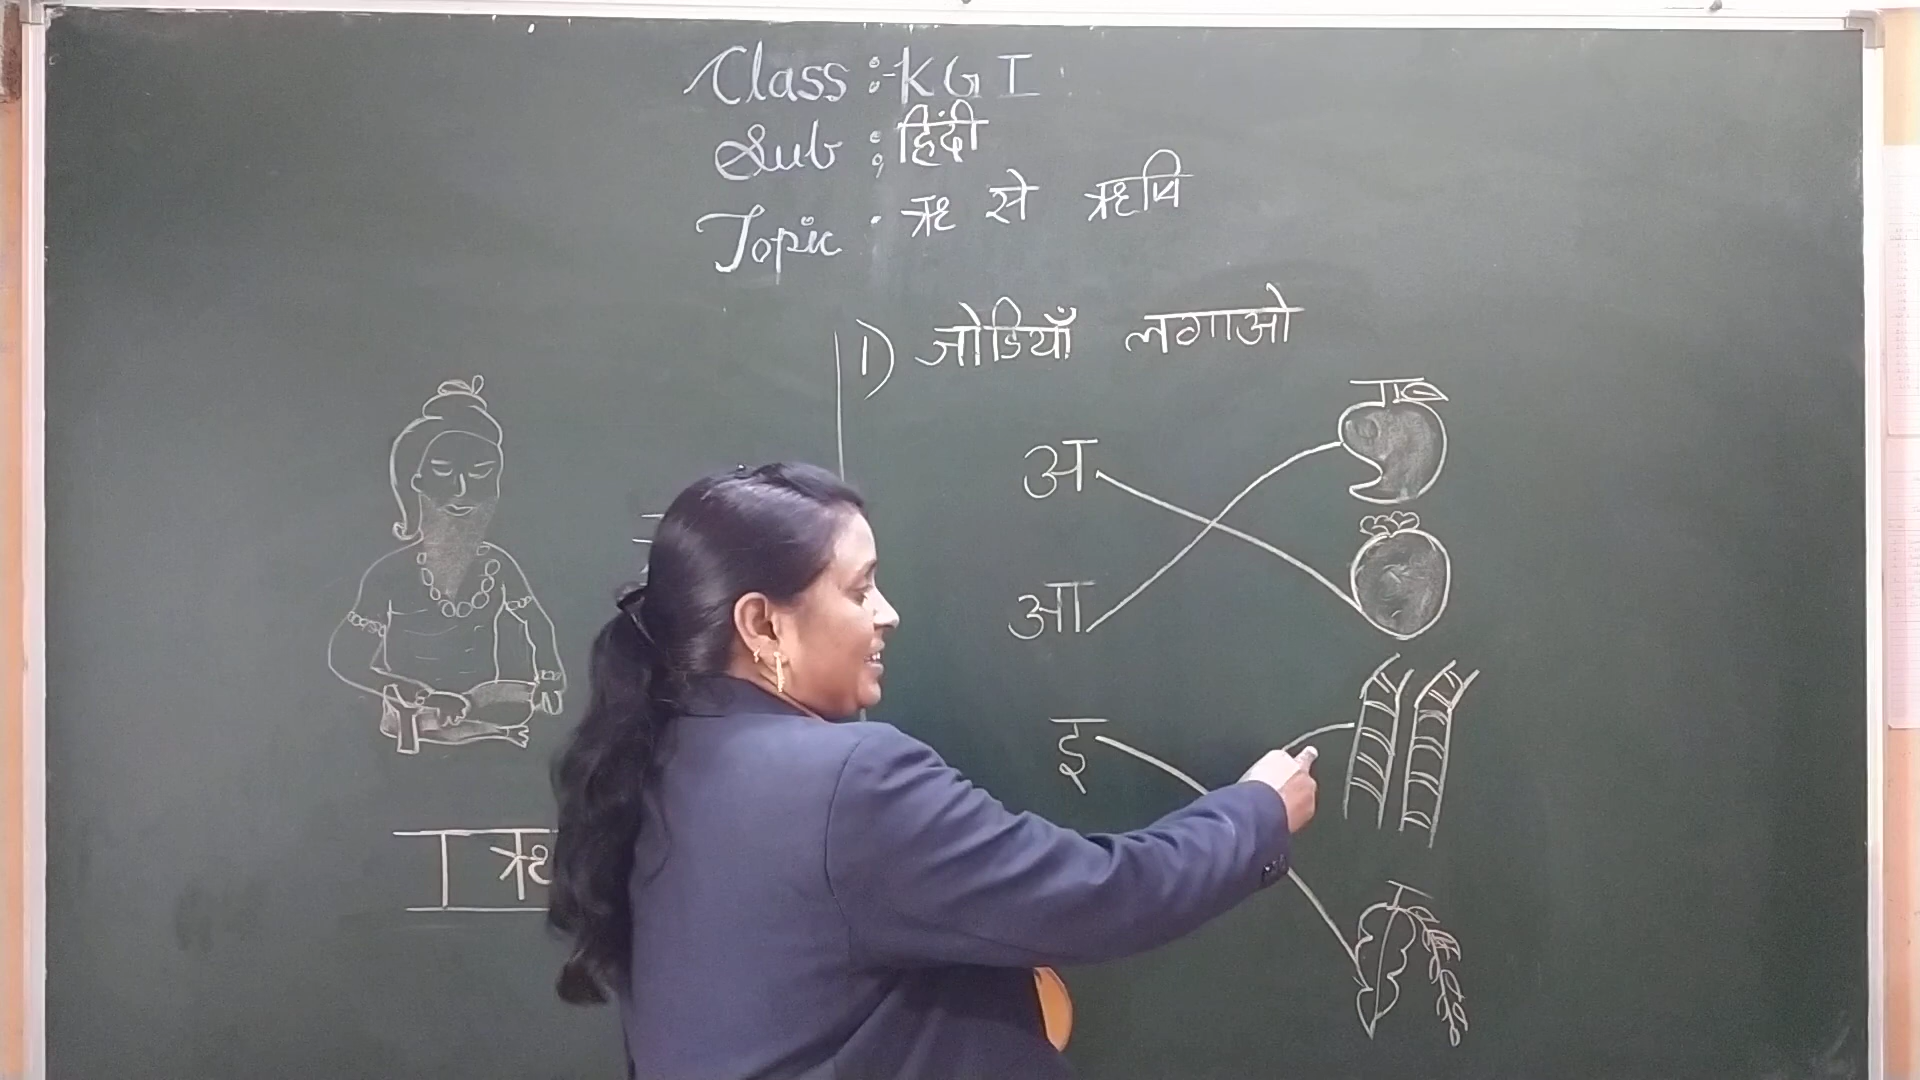 Class :- KG I
Sub : हिंदी
Topic : ऋ से ऋषि
1) जोडियाँ लगाओ
अ
आ
इ
ऋ